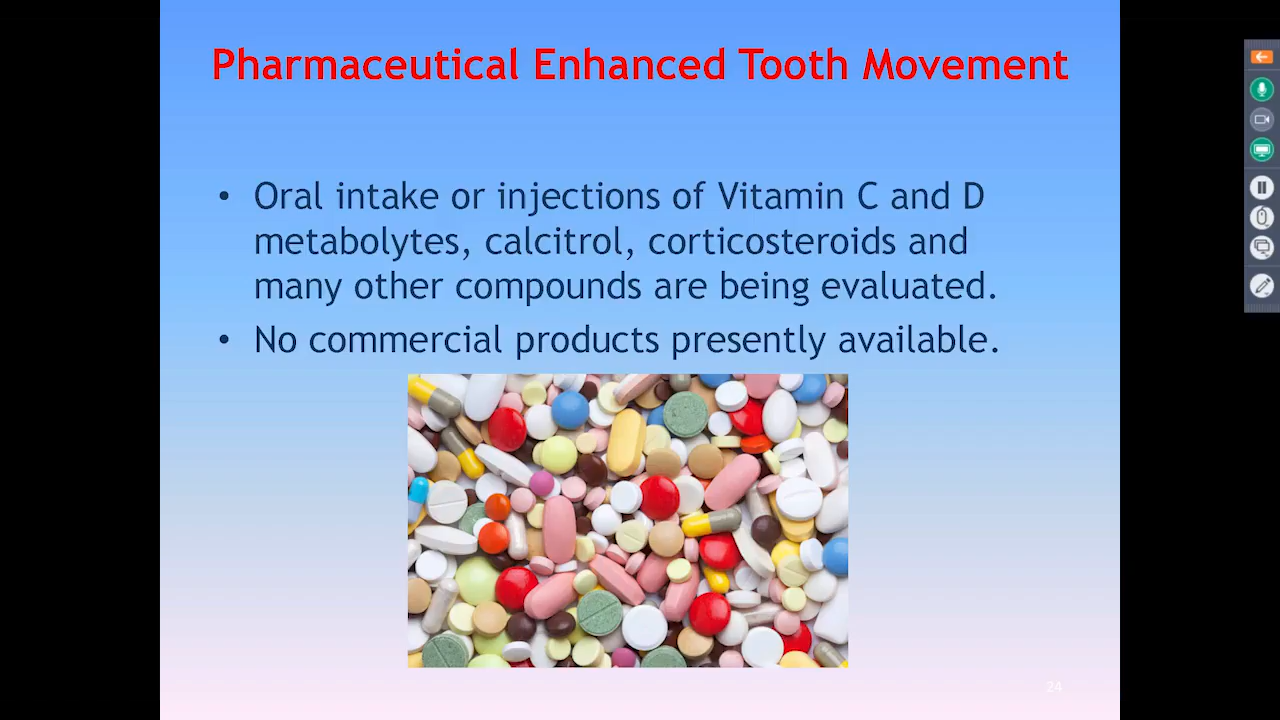 Pharmaceutical Enhanced Tooth Movement
• Oral intake or injections of Vitamin C and D
metabolytes, calcitrol, corticosteroids and
many other compounds are being evaluated.
• No commercial products presently available.
24